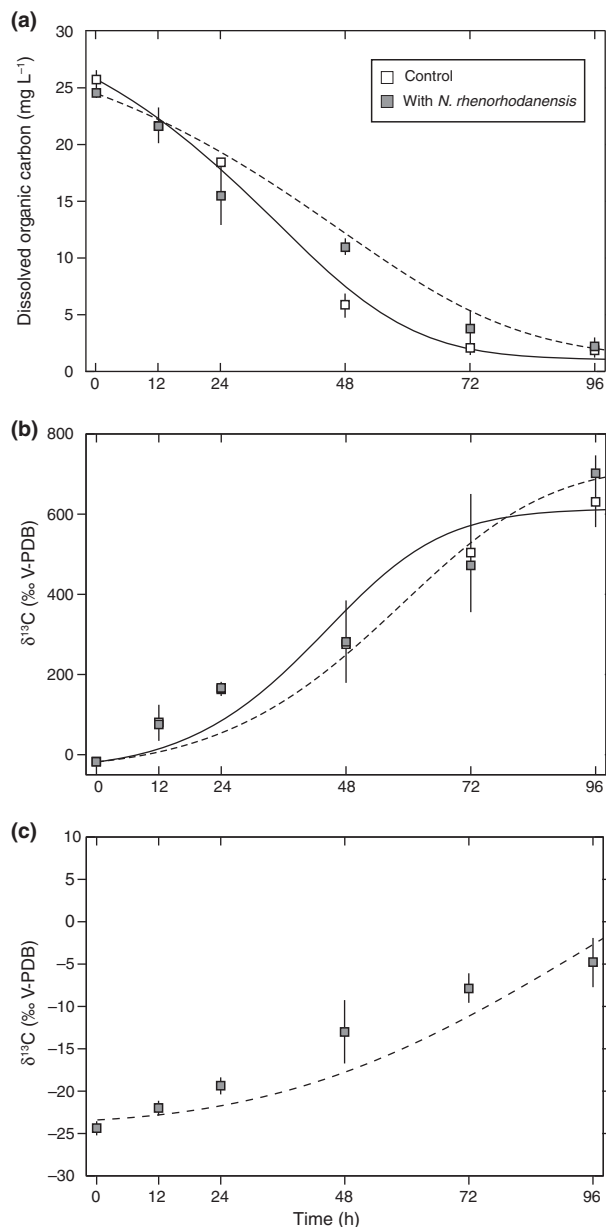 (a)
30
25
20
15
10
5
0
Dissolved organic carbon (mg L⁻¹)
Control
With N. rhenorhodanensis
0 12 24 48 72 96
(b)
800
600
400
200
0
δ¹³C (‰ V-PDB)
0 12 24 48 72 96
(c)
10
5
0
–5
–10
–15
–20
–25
–30
δ¹³C (‰ V-PDB)
0 12 24 48 72 96
Time (h)